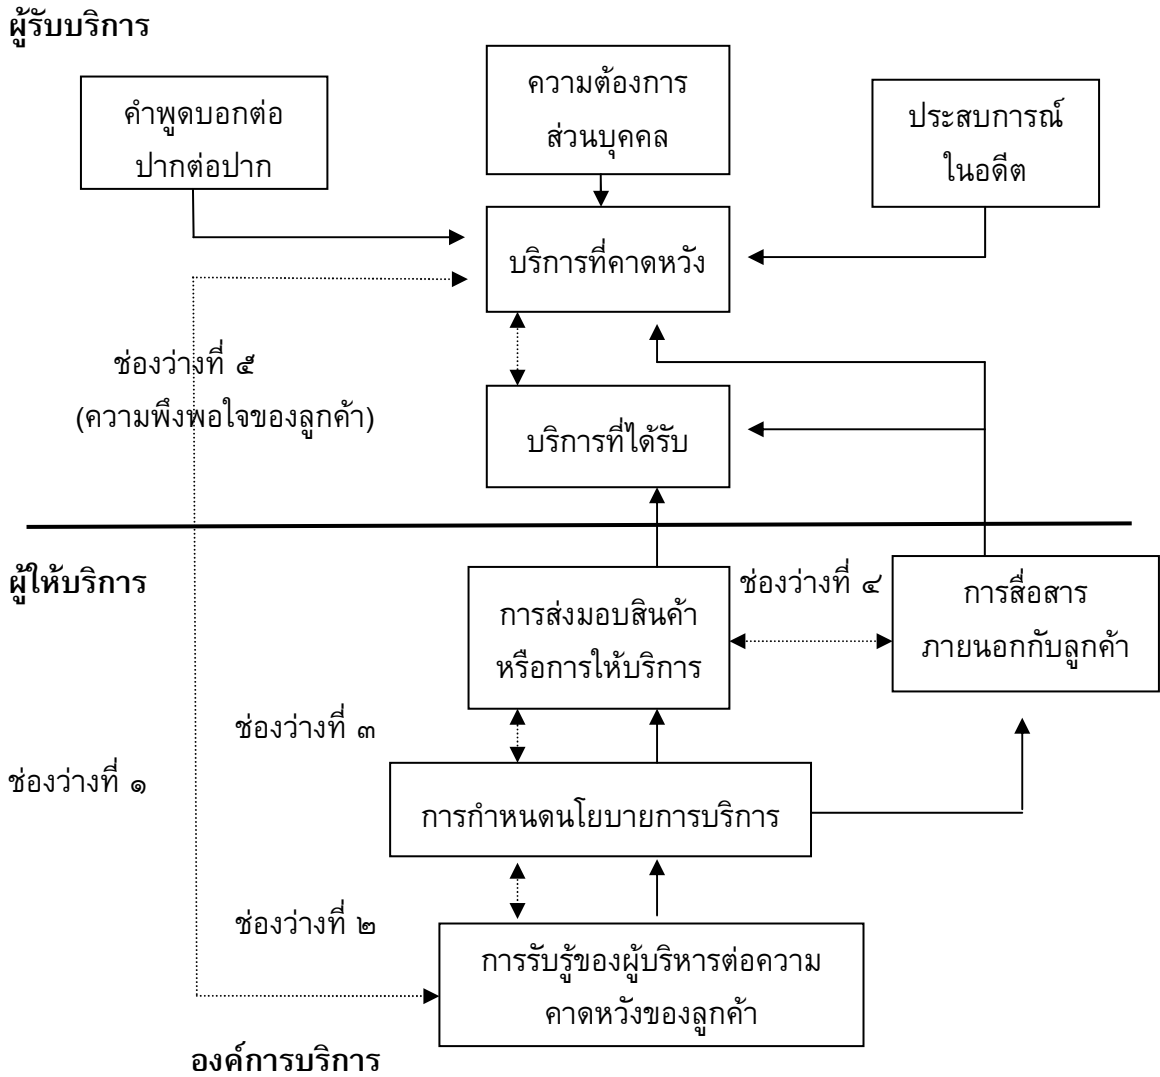 ผู้รับบริการ
ความต้องการ
ส่วนบุคคล
คำพูดบอกต่อ
ปากต่อปาก
ประสบการณ์
ในอดีต
บริการที่คาดหวัง
ช่องว่างที่ ๕
(ความพึงพอใจของลูกค้า)
บริการที่ได้รับ
ผู้ให้บริการ
การส่งมอบสินค้า
หรือการให้บริการ
ช่องว่างที่ ๔
การสื่อสาร
ภายนอกกับลูกค้า
ช่องว่างที่ ๓
ช่องว่างที่ ๑
การกำหนดนโยบายการบริการ
ช่องว่างที่ ๒
การรับรู้ของผู้บริหารต่อความ
คาดหวังของลูกค้า
องค์การบริการ